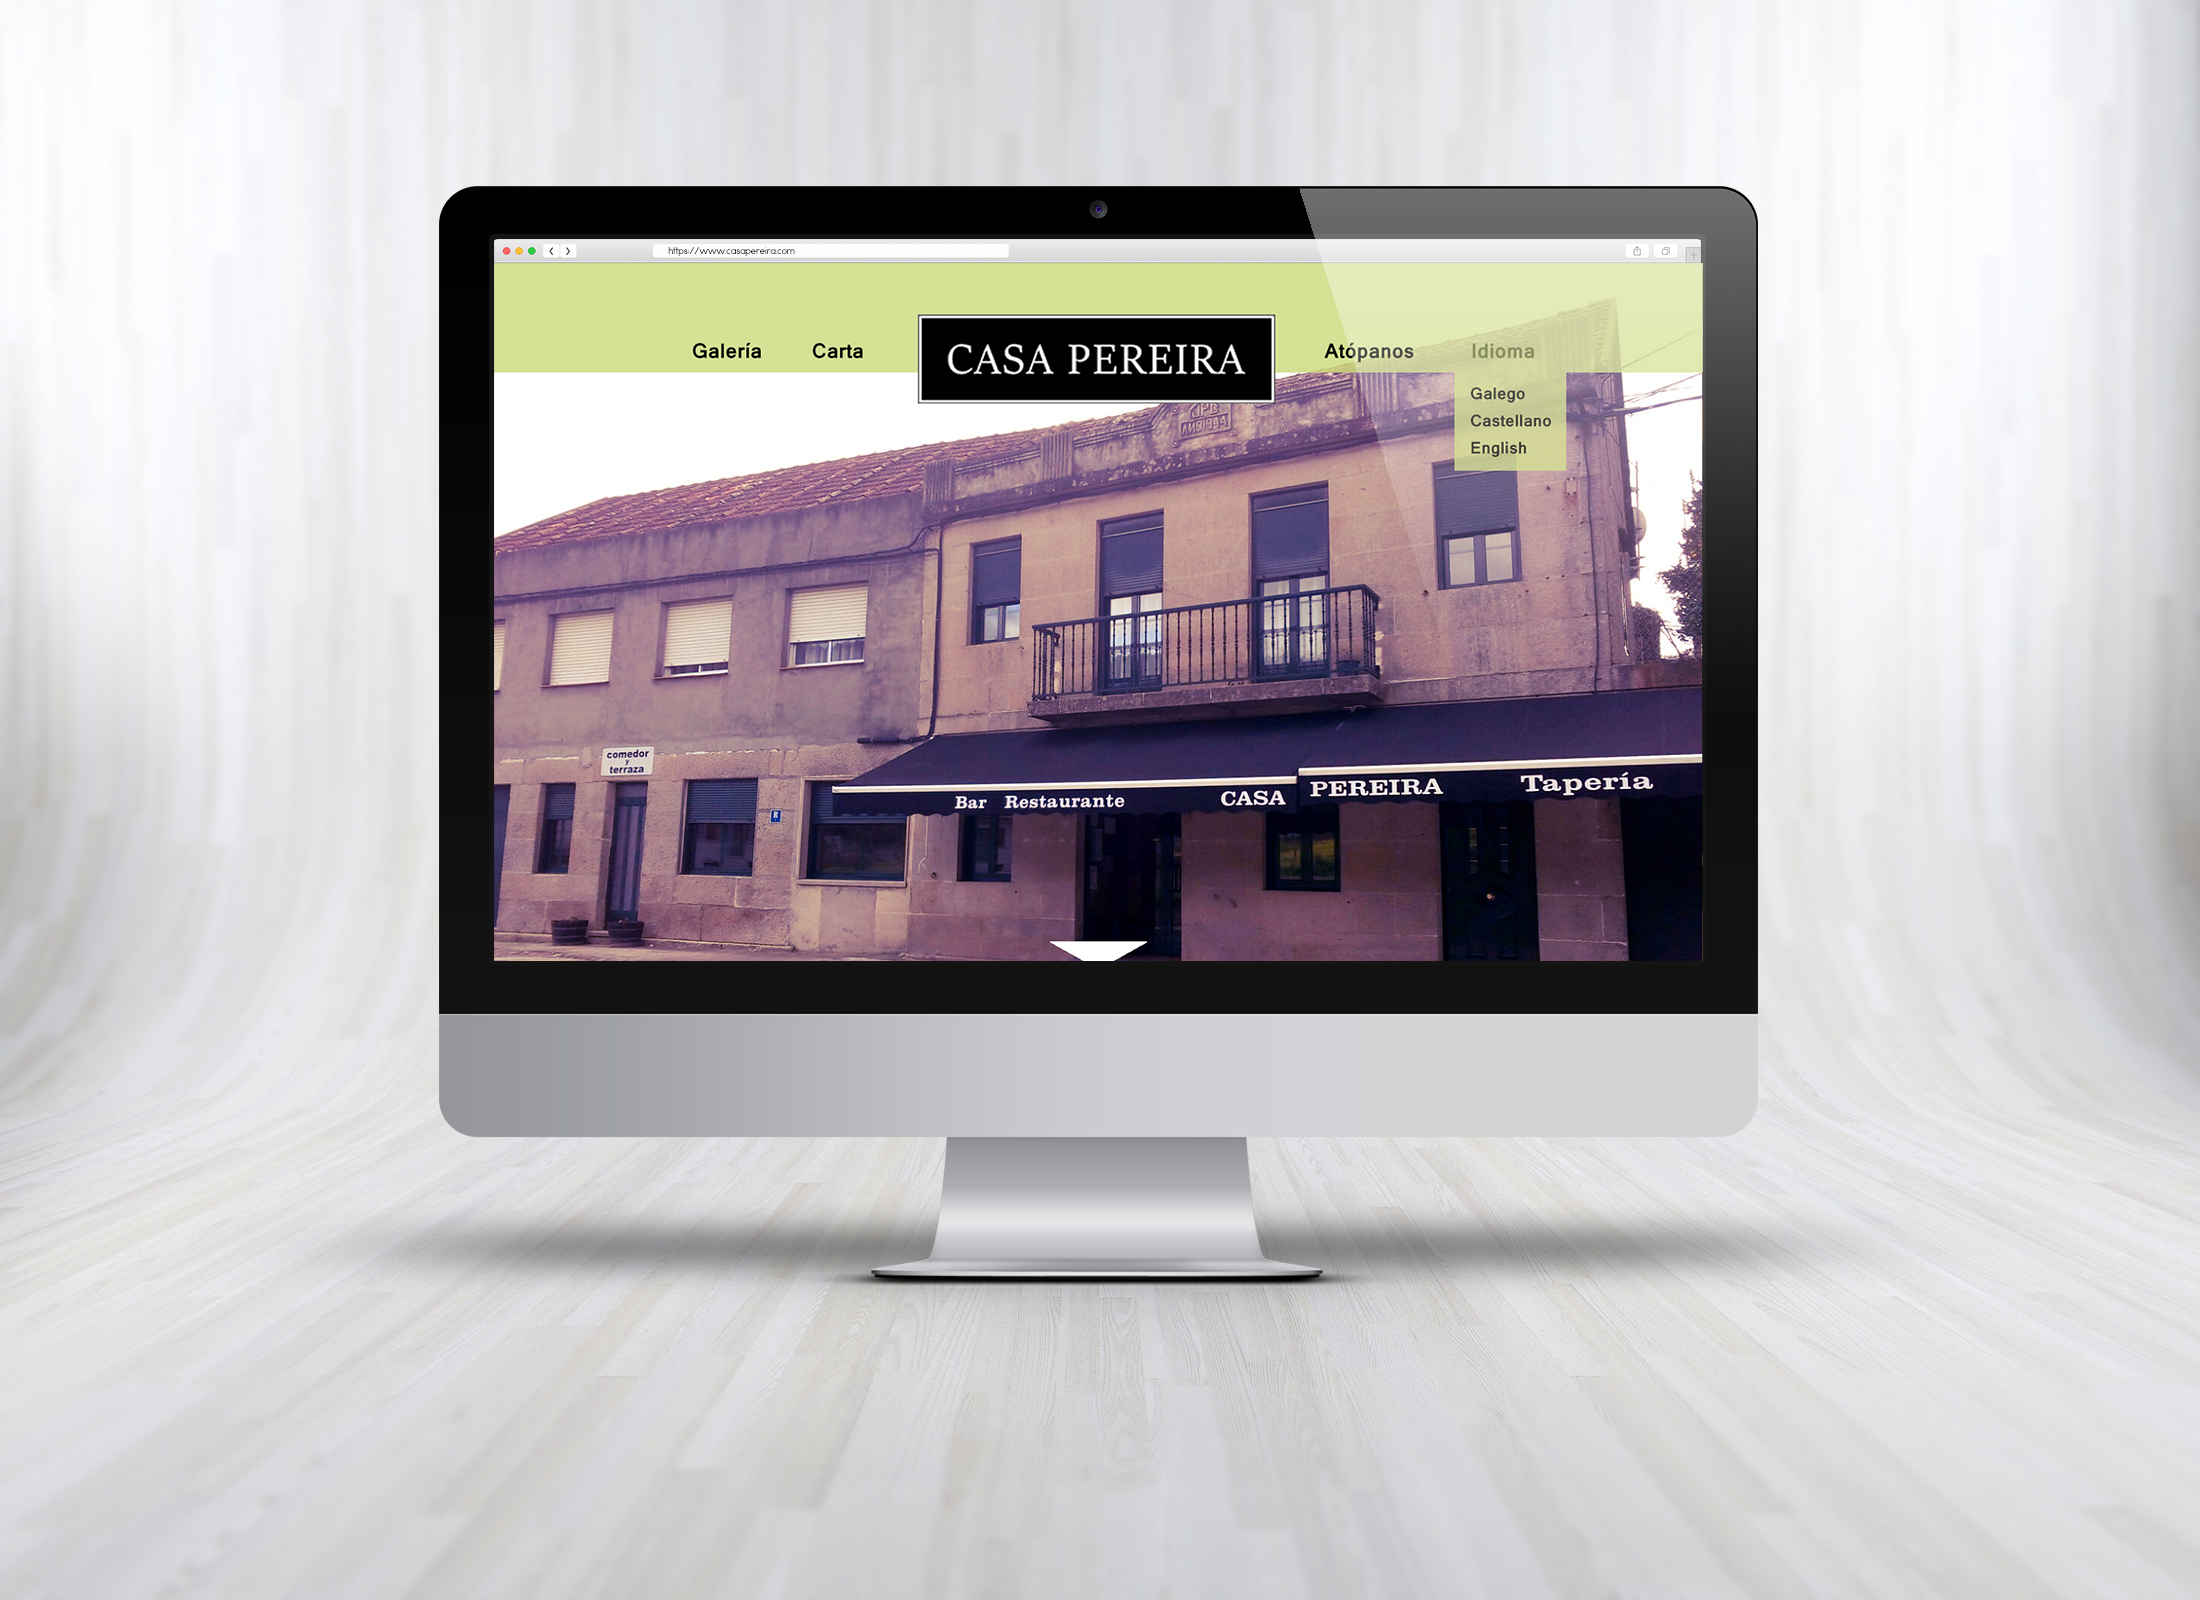 https://www.casapereira.com
Galería Carta CASA PEREIRA Atópanos Idioma
Galego
Castellano
English
comedor
y
terraza
Bar Restaurante CASA PEREIRA Tapería